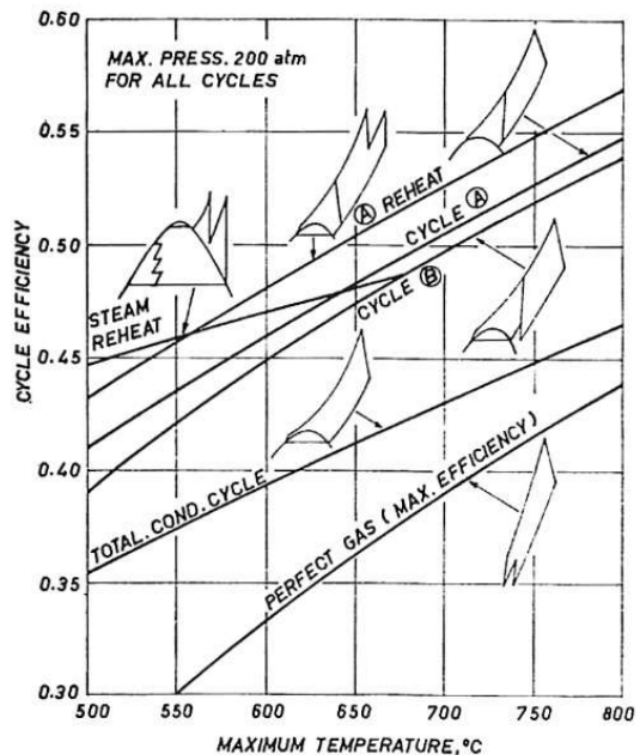 0.60
MAX. PRESS. 200 atm
FOR ALL CYCLES
0.55
Ⓐ REHEAT
CYCLE Ⓐ
0.50
CYCLE Ⓑ
STEAM
REHEAT
0.45
CYCLE EFFICIENCY
0.40
TOTAL. COND. CYCLE
PERFECT GAS ( MAX. EFFICIENCY )
0.35
0.30
500 550 600 650 700 750 800
MAXIMUM TEMPERATURE,°C